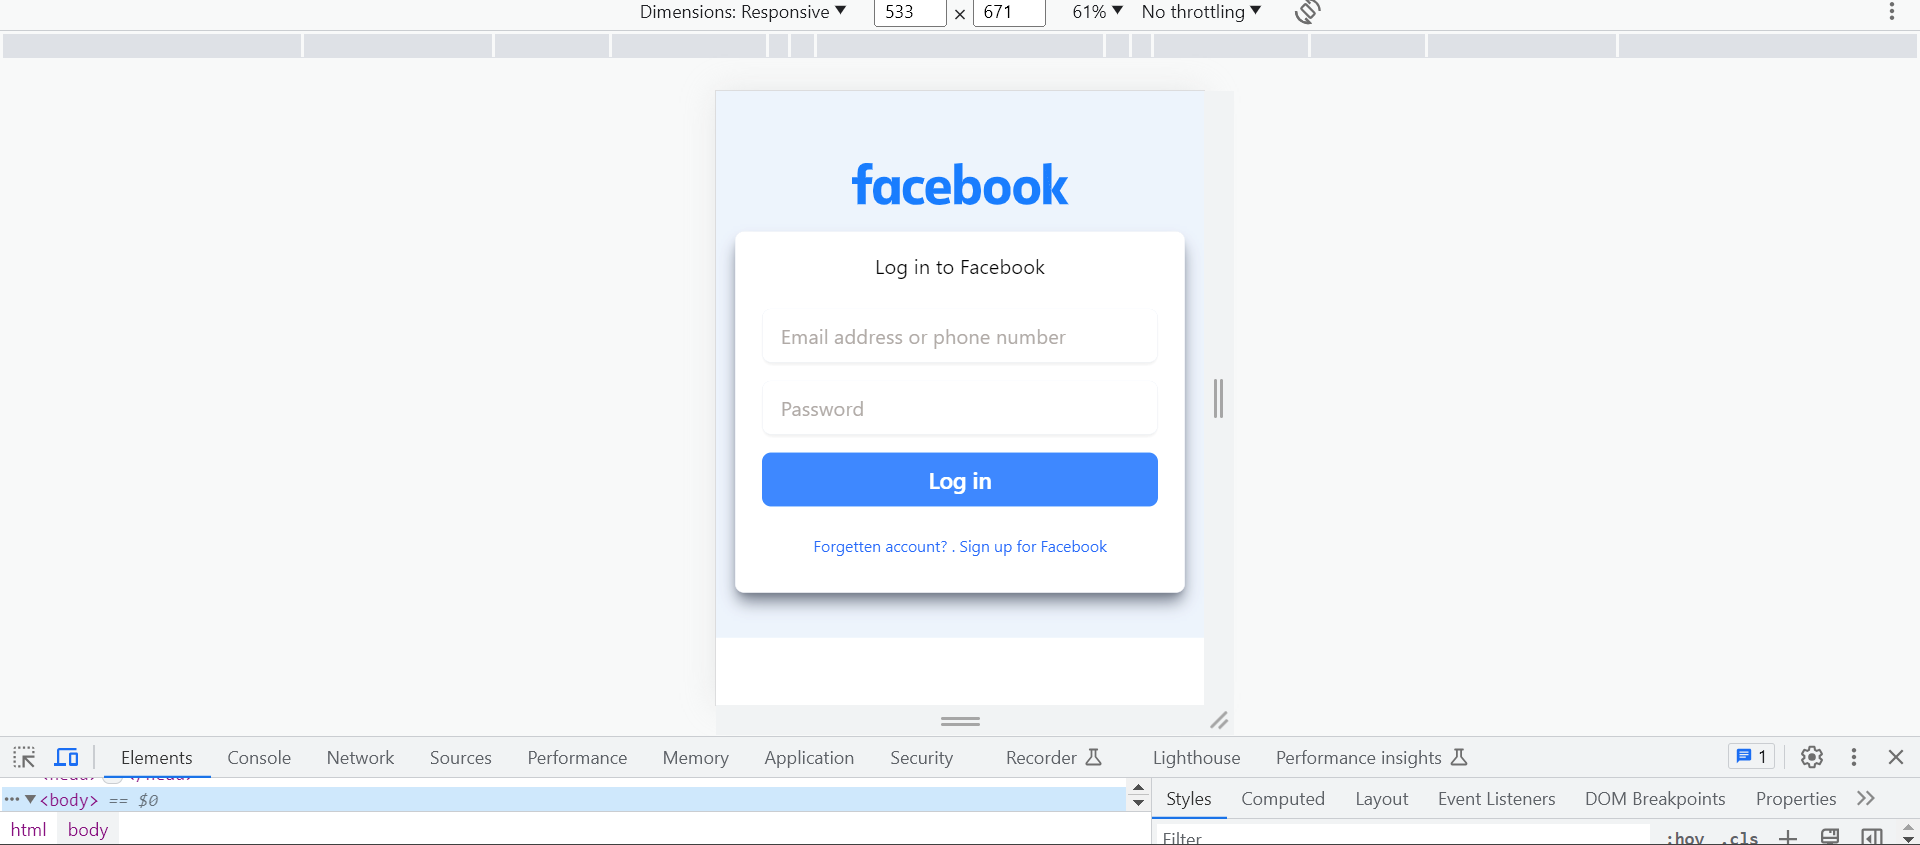 Dimensions: Responsive 533 × 671 61% No throttling
facebook
Log in to Facebook
Email address or phone number
Password
Log in
Forgetten account? . Sign up for Facebook
Elements Console Network Sources Performance Memory Application Security Recorder Lighthouse Performance insights 1
<head> ... </head>
... <body> == $0
html body
Styles Computed Layout Event Listeners DOM Breakpoints Properties
Filter :hov .cls